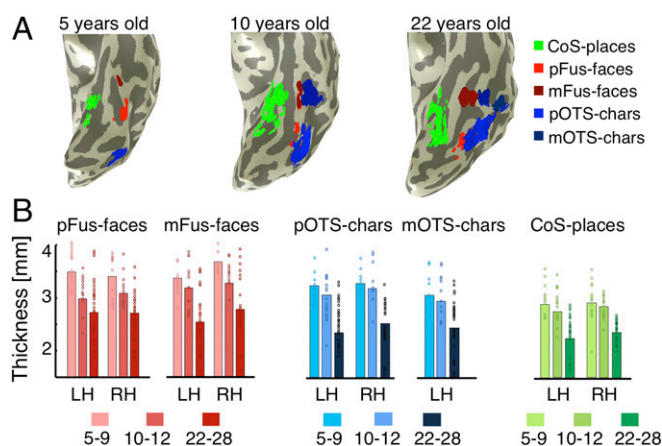 A
5 years old 10 years old 22 years old
CoS-places
pFus-faces
mFus-faces
pOTS-chars
mOTS-chars
B
pFus-faces mFus-faces pOTS-chars mOTS-chars CoS-places
Thickness [mm]
4
3
2
LH RH LH RH LH RH LH LH RH
5-9 10-12 22-28 5-9 10-12 22-28 5-9 10-12 22-28